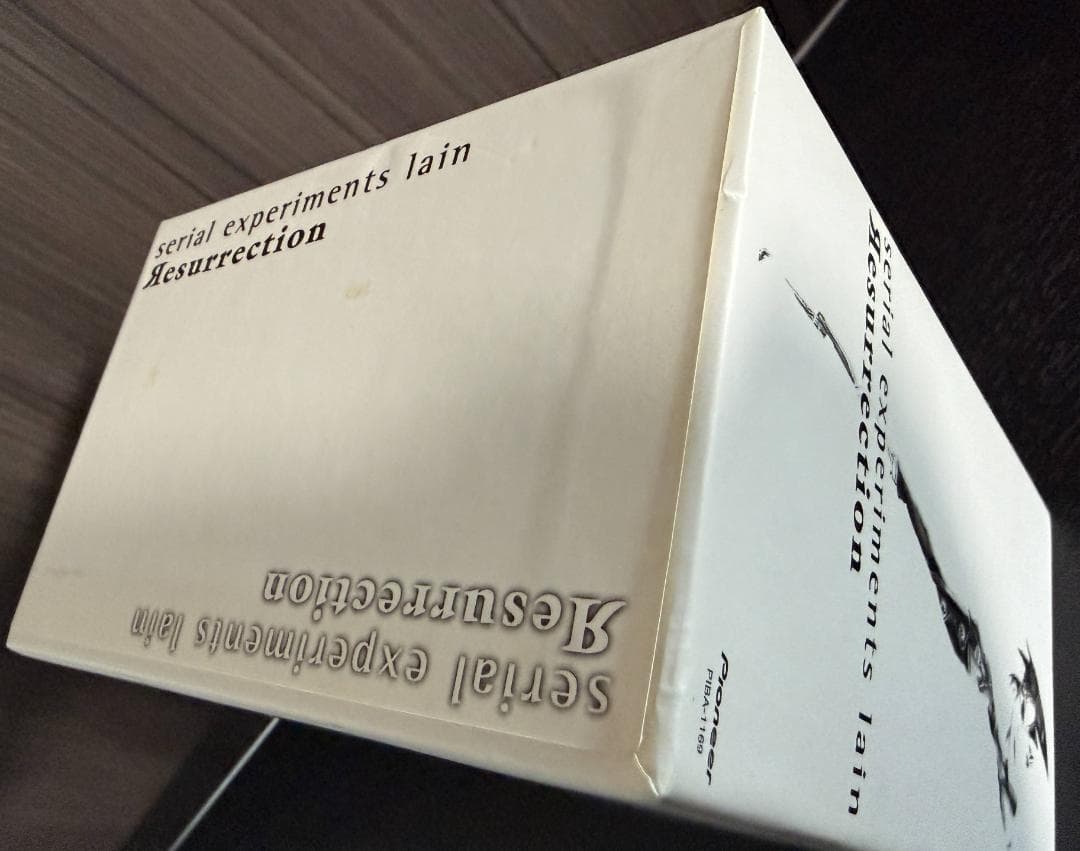 serial experiments lain
Яesurrection
serial experiments lain
Яesurrection
serial experiments lain
Яesurrection
Pioneer
PIBA-1169